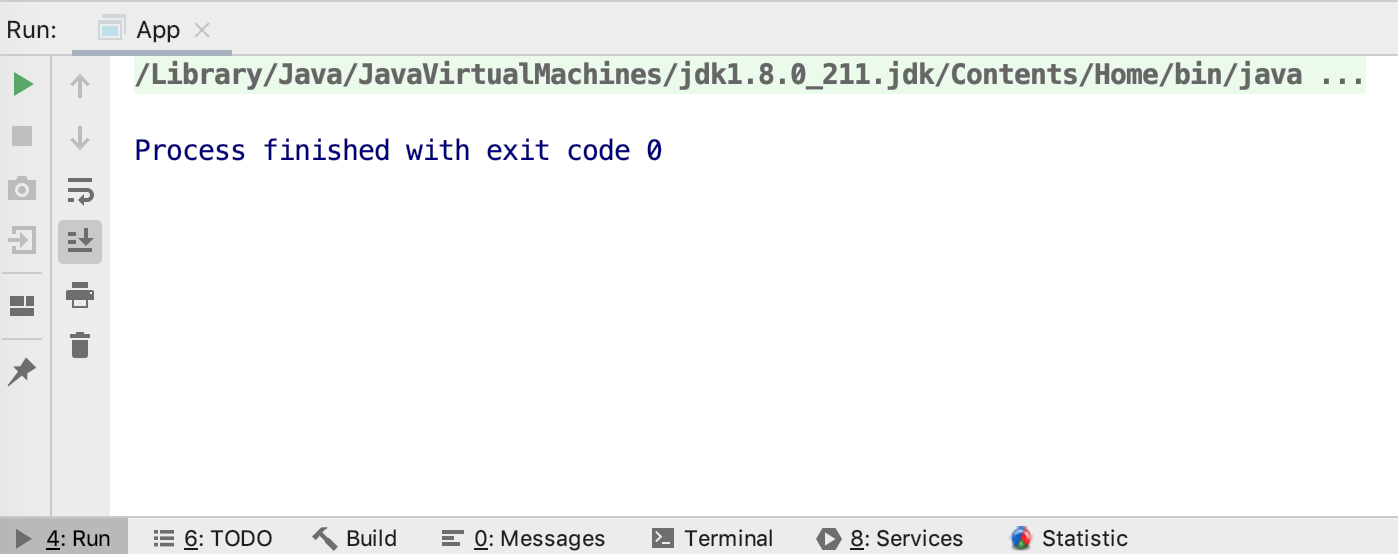 Run: App
/Library/Java/JavaVirtualMachines/jdk1.8.0_211.jdk/Contents/Home/bin/java ...
Process finished with exit code 0
4: Run 6: TODO Build 0: Messages Terminal 8: Services Statistic